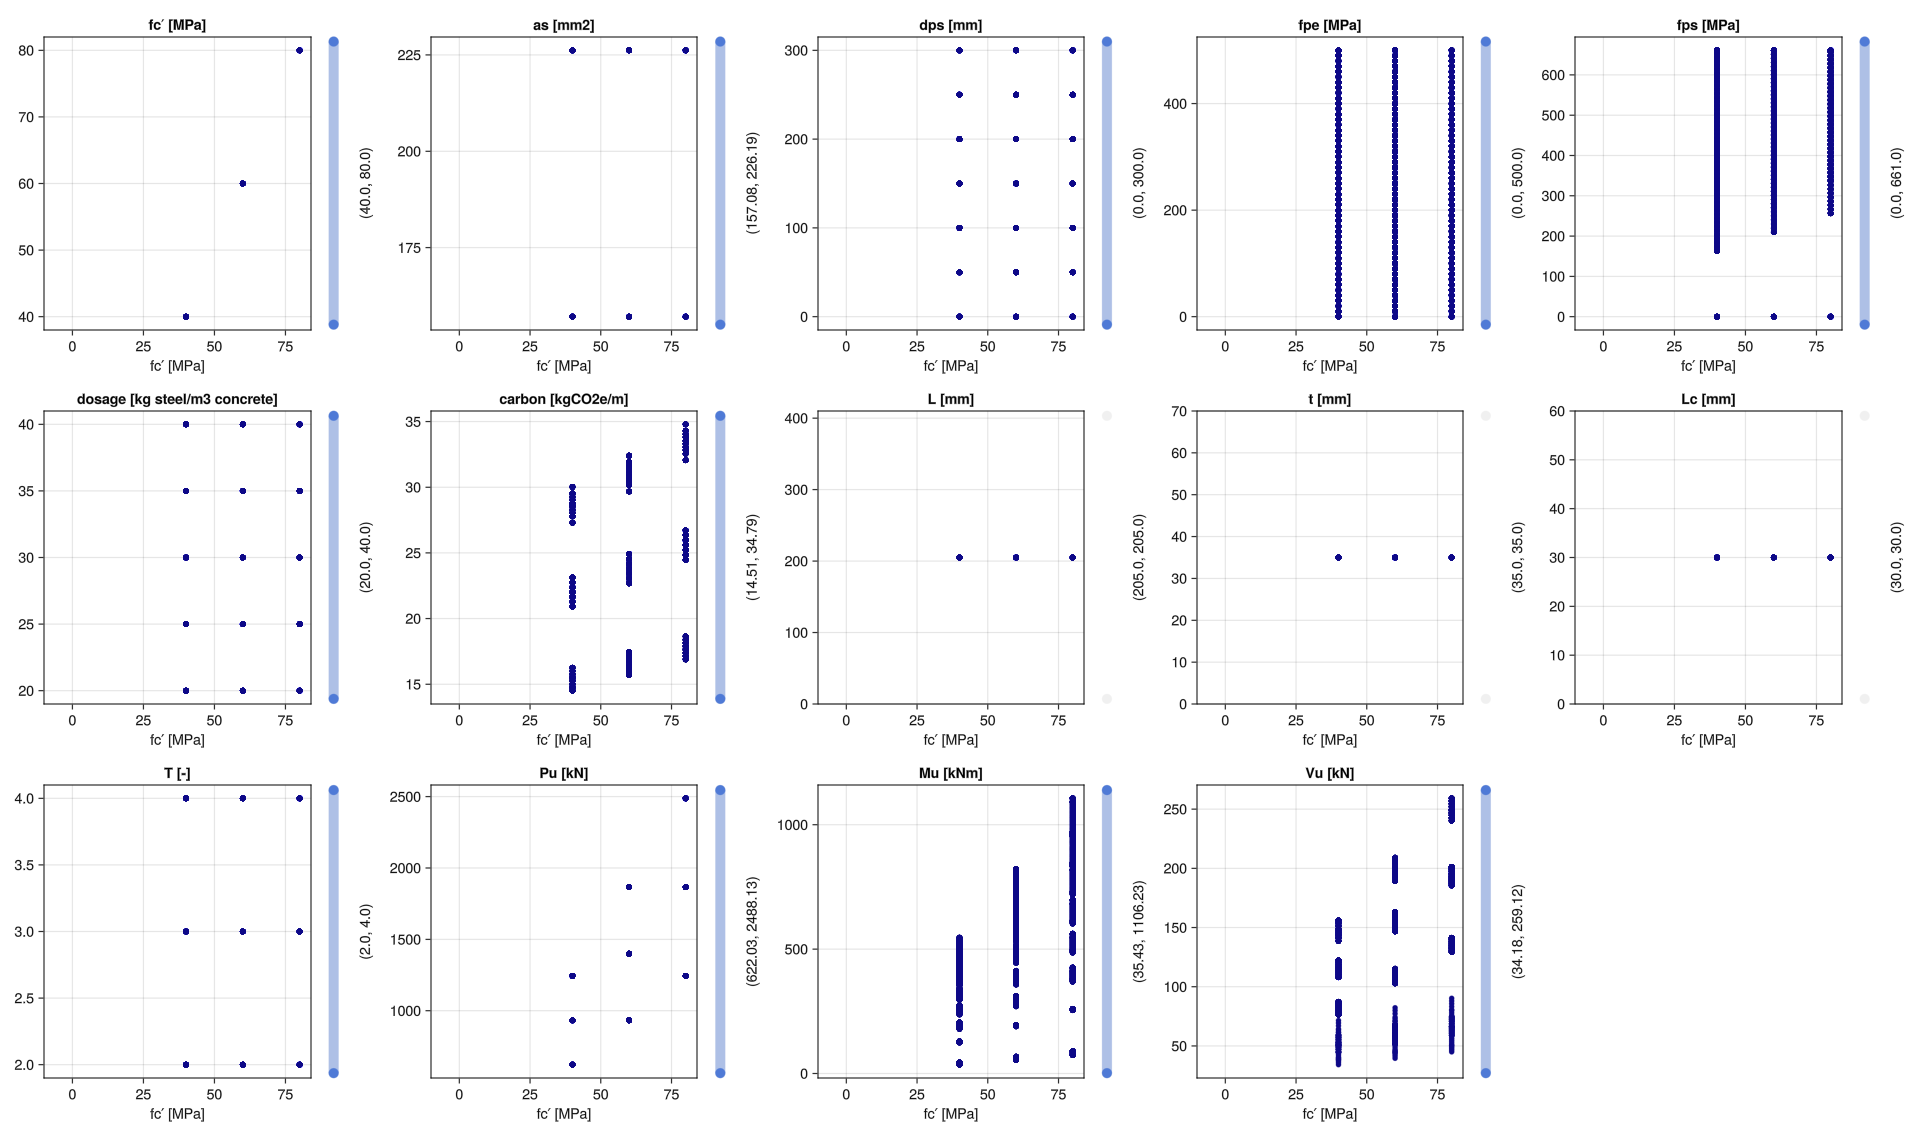 fc′ [MPa]
80
70
60
50
40
0 25 50 75
fc′ [MPa]
(40.0, 80.0)
as [mm2]
225
200
175
0 25 50 75
fc′ [MPa]
(157.08, 226.19)
dps [mm]
300
200
100
0
0 25 50 75
fc′ [MPa]
(0.0, 300.0)
fpe [MPa]
400
200
0
0 25 50 75
fc′ [MPa]
(0.0, 500.0)
fps [MPa]
600
500
400
300
200
100
0
0 25 50 75
fc′ [MPa]
(0.0, 661.0)
dosage [kg steel/m3 concrete]
40
35
30
25
20
0 25 50 75
fc′ [MPa]
(20.0, 40.0)
carbon [kgCO2e/m]
35
30
25
20
15
0 25 50 75
fc′ [MPa]
(14.51, 34.79)
L [mm]
400
300
200
100
0
0 25 50 75
fc′ [MPa]
(205.0, 205.0)
t [mm]
70
60
50
40
30
20
10
0
0 25 50 75
fc′ [MPa]
(35.0, 35.0)
Lc [mm]
60
50
40
30
20
10
0
0 25 50 75
fc′ [MPa]
(30.0, 30.0)
T [-]
4.0
3.5
3.0
2.5
2.0
0 25 50 75
fc′ [MPa]
(2.0, 4.0)
Pu [kN]
2500
2000
1500
1000
0 25 50 75
fc′ [MPa]
(622.03, 2488.13)
Mu [kNm]
1000
500
0
0 25 50 75
fc′ [MPa]
(35.43, 1106.23)
Vu [kN]
250
200
150
100
50
0 25 50 75
fc′ [MPa]
(34.18, 259.12)